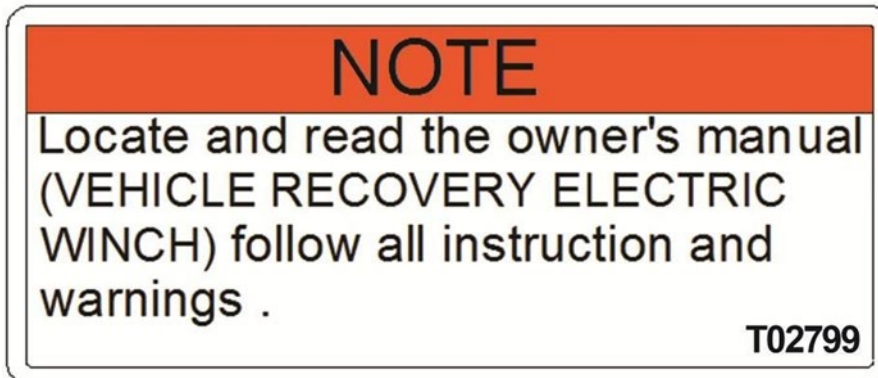 NOTE
Locate and read the owner's manual
(VEHICLE RECOVERY ELECTRIC
WINCH) follow all instruction and
warnings .
T02799